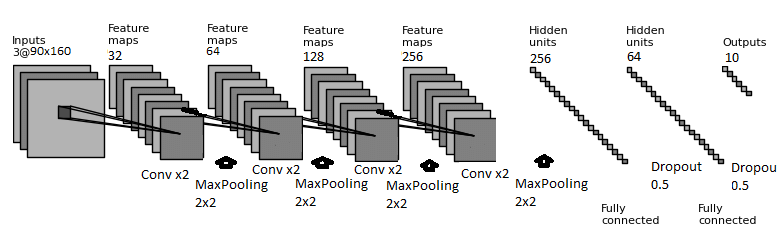 Inputs
3@90x160
Feature
maps
32
Feature
maps
64
Feature
maps
128
Feature
maps
256
Hidden
units
256
Hidden
units
64
Outputs
10
Conv x2
MaxPooling
2x2
Conv x2
MaxPooling
2x2
Conv x2
MaxPooling
2x2
Conv x2
MaxPooling
2x2
Fully
connected
Dropout
0.5
Fully
connected
Dropou
0.5